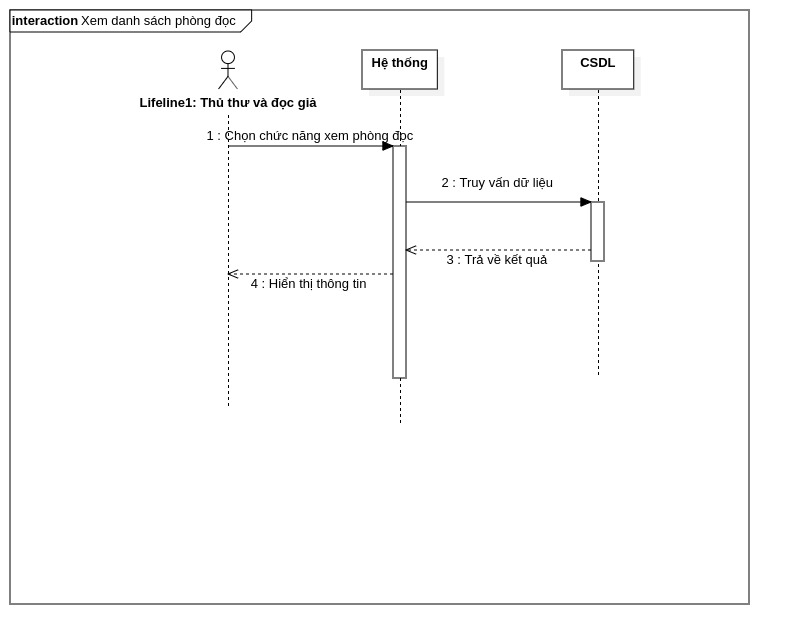 interaction Xem danh sách phòng đọc
Hệ thống
CSDL
Lifeline1: Thủ thư và đọc giả
1 : Chọn chức năng xem phòng đọc
2 : Truy vấn dữ liệu
3 : Trả về kết quả
4 : Hiển thị thông tin